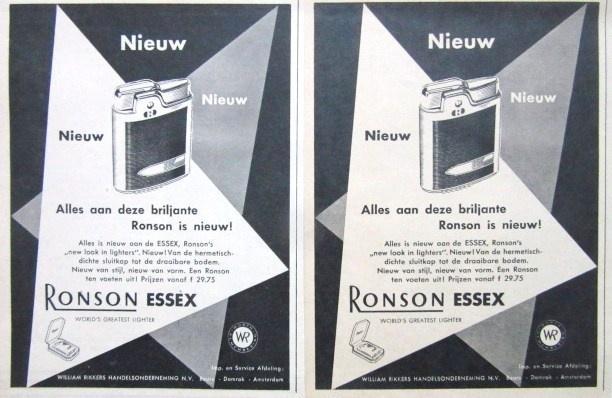 Nieuw
Nieuw
Nieuw
Alles aan deze briljante
Ronson is nieuw!
Alles is nieuw aan de ESSEX, Ronson's
„new look in lighters". Nieuw! Van de hermetisch-
dichte sluitkap tot de draaibare bodem.
Nieuw van stijl, nieuw van vorm. Een Ronson
ten voeten uit! Prijzen vanaf f 29.75
RONSON ESSEX
WORLD'S GREATEST LIGHTER
WR
Imp. en Service Afdeling:
WILLIAM RIKKERS HANDELSONDERNEMING N.V. Beurs - Damrak - Amsterdam
Nieuw
Nieuw
Nieuw
Alles aan deze briljante
Ronson is nieuw!
Alles is nieuw aan de ESSEX, Ronson's
„new look in lighters". Nieuw! Van de hermetisch-
dichte sluitkap tot de draaibare bodem.
Nieuw van stijl, nieuw van vorm. Een Ronson
ten voeten uit! Prijzen vanaf f 29.75
RONSON ESSEX
WORLD'S GREATEST LIGHTER
WR
Imp. en Service Afdeling:
WILLIAM RIKKERS HANDELSONDERNEMING N.V. Beurs - Damrak - Amsterdam